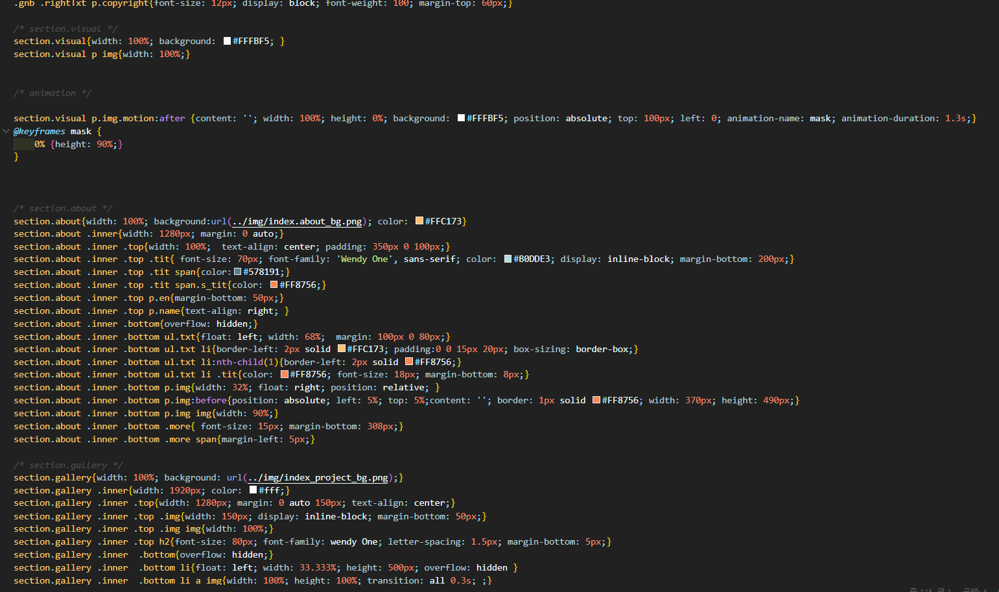 .gnb .rightTxt p.copyright{font-size: 12px; display: block; font-weight: 100; margin-top: 60px;}
/* section.visual */
section.visual{width: 100%; background: #FFFBF5; }
section.visual p img{width: 100%;}
/* animation */
section.visual p.img.motion:after {content: ''; width: 100%; height: 0%; background: #FFFBF5; position: absolute; top: 100px; left: 0; animation-name: mask; animation-duration: 1.3s;}
@keyframes mask {
0% {height: 90%;}
}
/* section.about */
section.about{width: 100%; background:url(../img/index.about_bg.png); color: #FFC173}
section.about .inner{width: 1280px; margin: 0 auto;}
section.about .inner .top{width: 100%;  text-align: center; padding: 350px 0 100px;}
section.about .inner .top .tit{ font-size: 70px; font-family: 'Wendy One', sans-serif; color: #B0DDE3; display: inline-block; margin-bottom: 200px;}
section.about .inner .top .tit span{color:#578191;}
section.about .inner .top .tit span.s_tit{color: #FF8756;}
section.about .inner .top p.en{margin-bottom: 50px;}
section.about .inner .top p.name{text-align: right; }
section.about .inner .bottom{overflow: hidden;}
section.about .inner .bottom ul.txt{float: left; width: 68%;  margin: 100px 0 80px;}
section.about .inner .bottom ul.txt li{border-left: 2px solid #FFC173; padding:0 0 15px 20px; box-sizing: border-box;}
section.about .inner .bottom ul.txt li:nth-child(1){border-left: 2px solid #FF8756;}
section.about .inner .bottom ul.txt li .tit{color: #FF8756; font-size: 18px; margin-bottom: 8px;}
section.about .inner .bottom p.img{width: 32%; float: right; position: relative; }
section.about .inner .bottom p.img:before{position: absolute; left: 5%; top: 5%;content: ''; border: 1px solid #FF8756; width: 370px; height: 490px;}
section.about .inner .bottom p.img img{width: 90%;}
section.about .inner .bottom .more{ font-size: 15px; margin-bottom: 308px;}
section.about .inner .bottom .more span{margin-left: 5px;}
/* section.gallery */
section.gallery{width: 100%; background: url(../img/index_project_bg.png);}
section.gallery .inner{width: 1920px; color: #fff;}
section.gallery .inner .top{width: 1280px; margin: 0 auto 150px; text-align: center;}
section.gallery .inner .top .img{width: 150px; display: inline-block; margin-bottom: 50px;}
section.gallery .inner .top .img img{width: 100%;}
section.gallery .inner .top h2{font-size: 80px; font-family: wendy One; letter-spacing: 1.5px; margin-bottom: 5px;}
section.gallery .inner  .bottom{overflow: hidden;}
section.gallery .inner  .bottom li{float: left; width: 33.333%; height: 500px; overflow: hidden }
section.gallery .inner  .bottom li a img{width: 100%; height: 100%; transition: all 0.3s; ;}